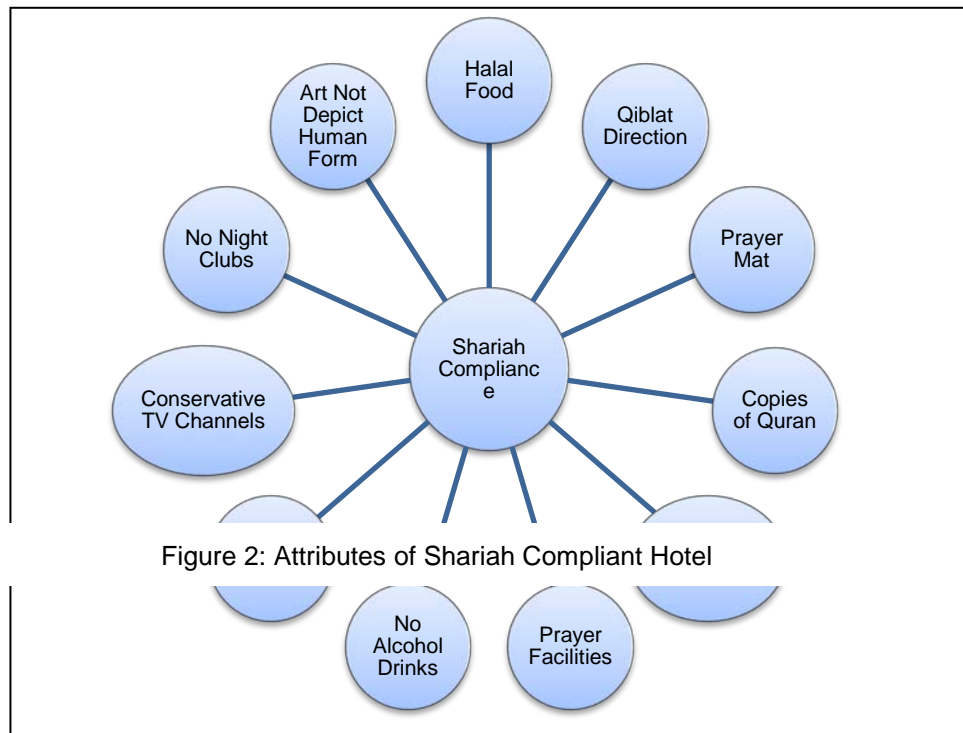 Halal
Food
Qiblat
Direction
Prayer
Mat
Copies
of Quran
Prayer
Facilities
No
Alcohol
Drinks
Conservative
TV Channels
No Night
Clubs
Art Not
Depict
Human
Form
Shariah
Complianc
e
Figure 2: Attributes of Shariah Compliant Hotel